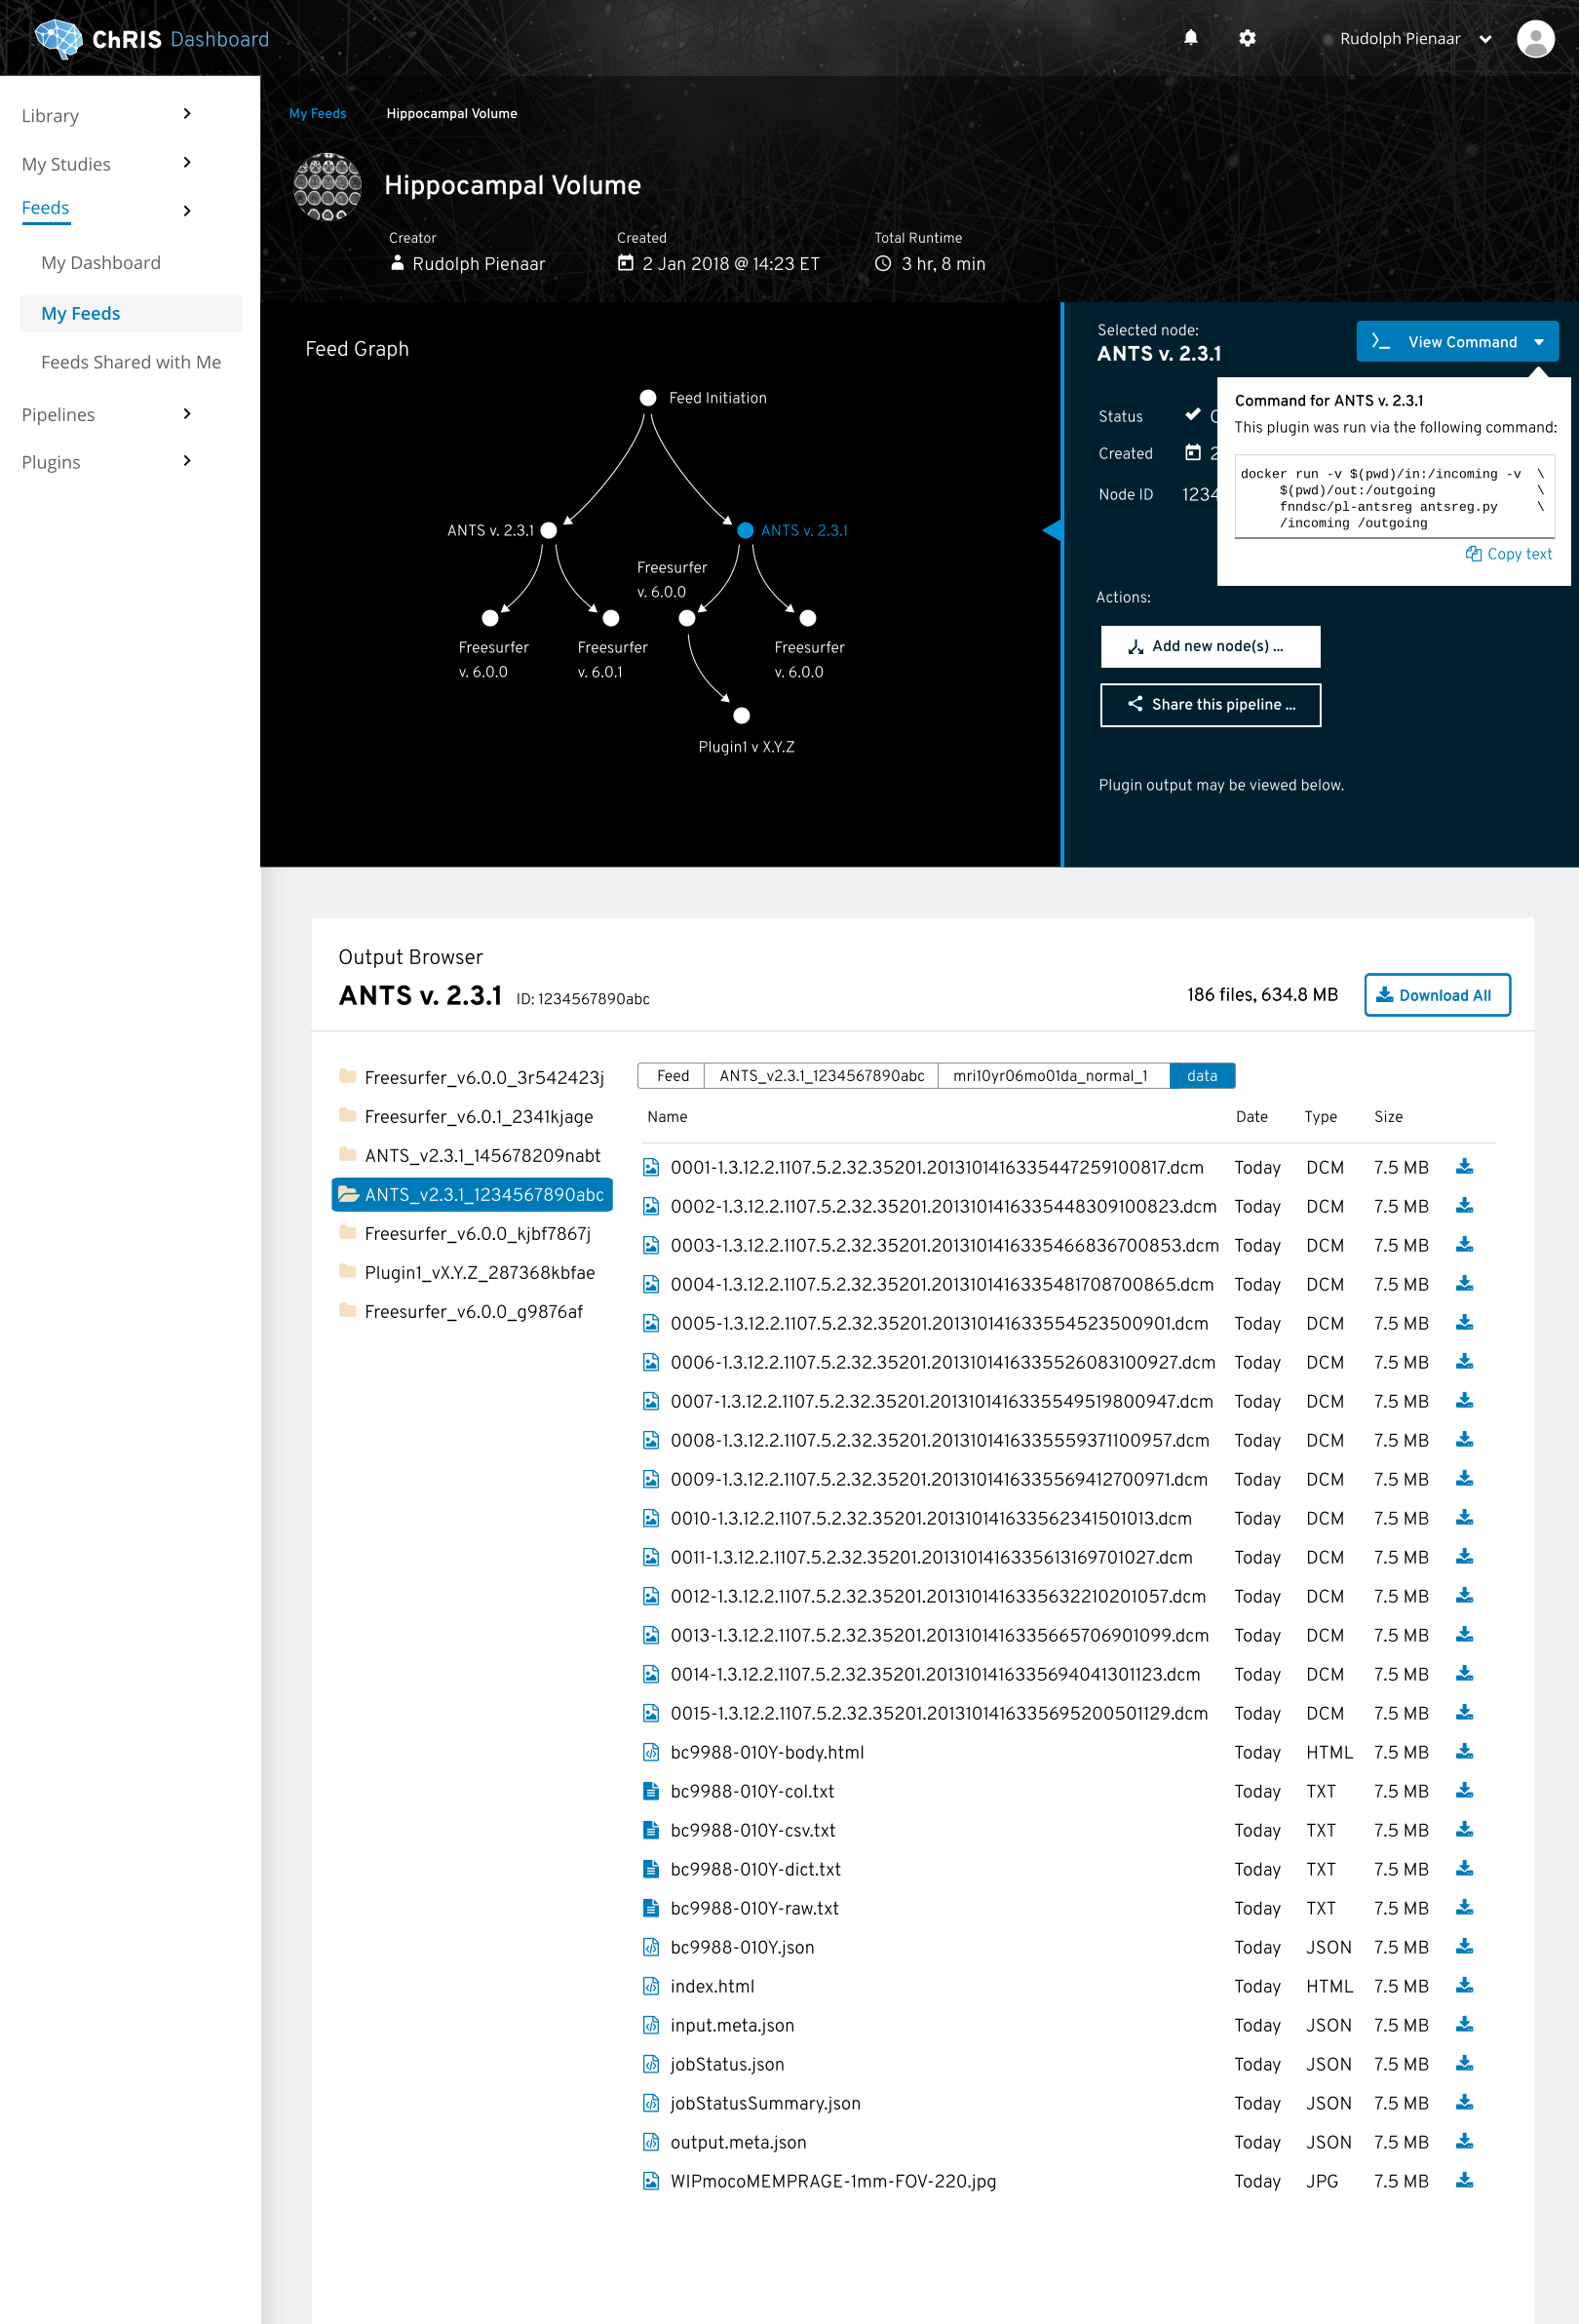 ChRIS Dashboard
Rudolph Pienaar
Library
My Studies
Feeds
My Dashboard
My Feeds
Feeds Shared with Me
Pipelines
Plugins
My Feeds Hippocampal Volume
Hippocampal Volume
Creator Created Total Runtime
Rudolph Pienaar 2 Jan 2018 @ 14:23 ET 3 hr, 8 min
Feed Graph
Feed Initiation
ANTS v. 2.3.1 ANTS v. 2.3.1
Freesurfer
v. 6.0.0
Freesurfer Freesurfer Freesurfer
v. 6.0.0 v. 6.0.1 v. 6.0.0
Plugin1 v X.Y.Z
Selected node:
ANTS v. 2.3.1
View Command
Status
Created 2
Node ID 1234
Command for ANTS v. 2.3.1
This plugin was run via the following command:
docker run -v $(pwd)/in:/incoming -v \
$(pwd)/out:/outgoing \
fnndsc/pl-antsreg antsreg.py \
/incoming /outgoing
Copy text
Actions:
Add new node(s) ...
Share this pipeline ...
Plugin output may be viewed below.
Output Browser
ANTS v. 2.3.1 ID: 1234567890abc
186 files, 634.8 MB
Download All
Freesurfer_v6.0.0_3r542423j
Freesurfer_v6.0.1_2341kjage
ANTS_v2.3.1_145678209nabt
ANTS_v2.3.1_1234567890abc
Freesurfer_v6.0.0_kjbf7867j
Plugin1_vX.Y.Z_287368kbfae
Freesurfer_v6.0.0_g9876af
Feed ANTS_v2.3.1_1234567890abc mri10yr06mo01da_normal_1 data
Name Date Type Size
0001-1.3.12.2.1107.5.2.32.35201.2013101416335447259100817.dcm Today DCM 7.5 MB
0002-1.3.12.2.1107.5.2.32.35201.2013101416335448309100823.dcm Today DCM 7.5 MB
0003-1.3.12.2.1107.5.2.32.35201.2013101416335466836700853.dcm Today DCM 7.5 MB
0004-1.3.12.2.1107.5.2.32.35201.2013101416335481708700865.dcm Today DCM 7.5 MB
0005-1.3.12.2.1107.5.2.32.35201.201310141633554523500901.dcm Today DCM 7.5 MB
0006-1.3.12.2.1107.5.2.32.35201.2013101416335526083100927.dcm Today DCM 7.5 MB
0007-1.3.12.2.1107.5.2.32.35201.2013101416335549519800947.dcm Today DCM 7.5 MB
0008-1.3.12.2.1107.5.2.32.35201.2013101416335559371100957.dcm Today DCM 7.5 MB
0009-1.3.12.2.1107.5.2.32.35201.2013101416335569412700971.dcm Today DCM 7.5 MB
0010-1.3.12.2.1107.5.2.32.35201.201310141633562341501013.dcm Today DCM 7.5 MB
0011-1.3.12.2.1107.5.2.32.35201.2013101416335613169701027.dcm Today DCM 7.5 MB
0012-1.3.12.2.1107.5.2.32.35201.2013101416335632210201057.dcm Today DCM 7.5 MB
0013-1.3.12.2.1107.5.2.32.35201.2013101416335665706901099.dcm Today DCM 7.5 MB
0014-1.3.12.2.1107.5.2.32.35201.2013101416335694041301123.dcm Today DCM 7.5 MB
0015-1.3.12.2.1107.5.2.32.35201.2013101416335695200501129.dcm Today DCM 7.5 MB
bc9988-010Y-body.html Today HTML 7.5 MB
bc9988-010Y-col.txt Today TXT 7.5 MB
bc9988-010Y-csv.txt Today TXT 7.5 MB
bc9988-010Y-dict.txt Today TXT 7.5 MB
bc9988-010Y-raw.txt Today TXT 7.5 MB
bc9988-010Y.json Today JSON 7.5 MB
index.html Today HTML 7.5 MB
input.meta.json Today JSON 7.5 MB
jobStatus.json Today JSON 7.5 MB
jobStatusSummary.json Today JSON 7.5 MB
output.meta.json Today JSON 7.5 MB
WIPmocoMEMPRAGE-1mm-FOV-220.jpg Today JPG 7.5 MB